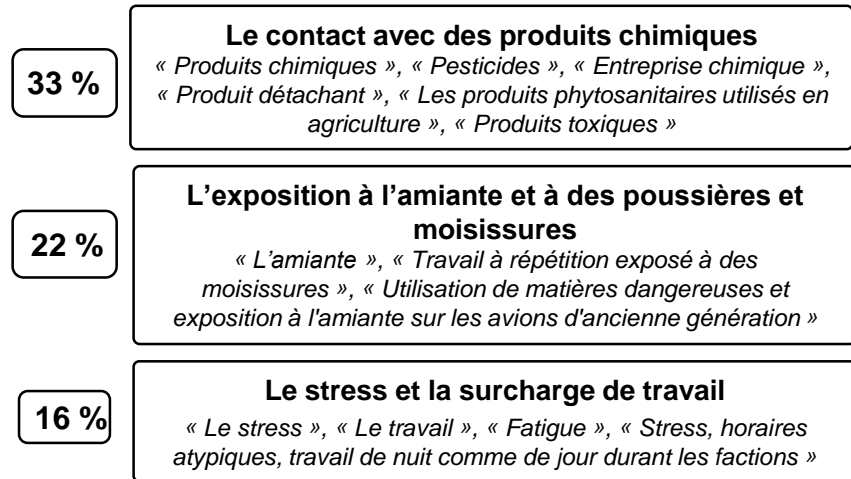 33 %
Le contact avec des produits chimiques
« Produits chimiques », « Pesticides », « Entreprise chimique »,
« Produit détachant », « Les produits phytosanitaires utilisés en
agriculture », « Produits toxiques »
22 %
L’exposition à l’amiante et à des poussières et
moisissures
« L’amiante », « Travail à répétition exposé à des
moisissures », « Utilisation de matières dangereuses et
exposition à l'amiante sur les avions d'ancienne génération »
16 %
Le stress et la surcharge de travail
« Le stress », « Le travail », « Fatigue », « Stress, horaires
atypiques, travail de nuit comme de jour durant les factions »